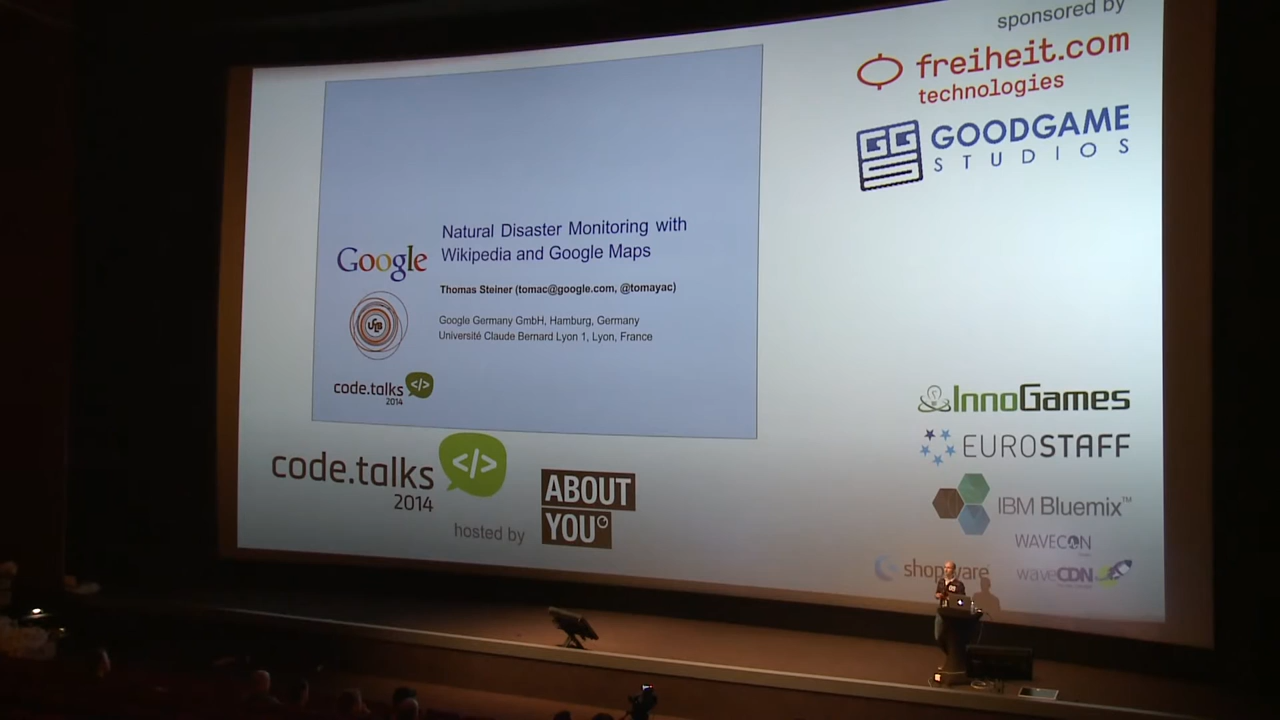 sponsored by
freiheit.com
technologies
GOODGAME
STUDIOS
Natural Disaster Monitoring with
Wikipedia and Google Maps
Google
Thomas Steiner (tomac@google.com, @tomayac)
Google Germany GmbH, Hamburg, Germany
Université Claude Bernard Lyon 1, Lyon, France
code.talks </>
2014
code.talks </>
2014
hosted by
ABOUT
YOU°
InnoGames
EUROSTAFF
IBM Bluemix™
WAVECON
waveCDN